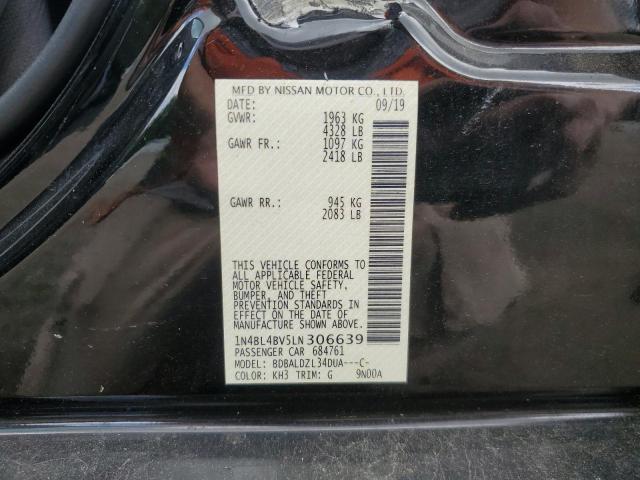 MFD BY NISSAN MOTOR CO., LTD.
DATE: 09/19
GVWR: 1963 KG
4328 LB
GAWR FR.: 1097 KG
2418 LB
GAWR RR.: 945 KG
2083 LB
THIS VEHICLE CONFORMS TO
ALL APPLICABLE FEDERAL
MOTOR VEHICLE SAFETY,
BUMPER, AND THEFT
PREVENTION STANDARDS IN
EFFECT ON THE DATE OF
MANUFACTURE SHOWN ABOVE.
1N4BL4BV5LN306639
PASSENGER CAR 684761
MODEL: BDBALDZL34DUA---C-
COLOR: KH3 TRIM: G 9N00A